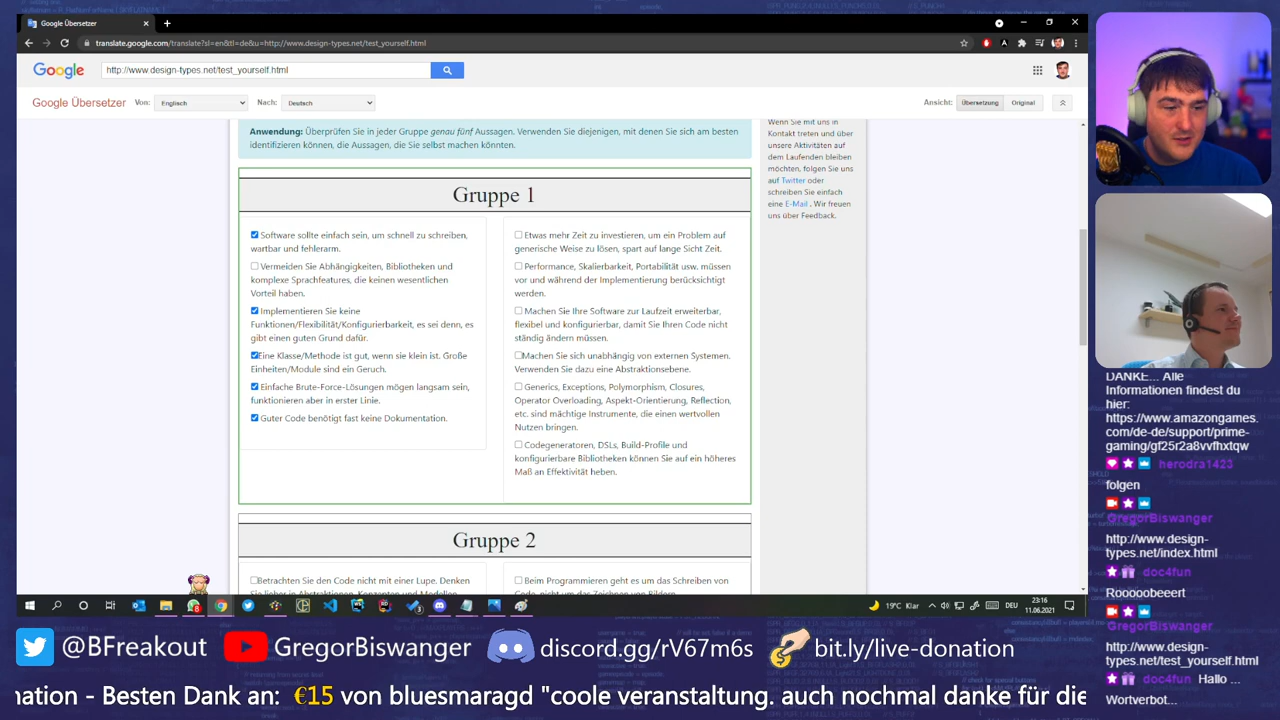 Google Übersetzer
translate.google.com/translate?sl=en&tl=de&u=http://www.design-types.net/test_yourself.html
Google
http://www.design-types.net/test_yourself.html
Google Übersetzer
Von:
Englisch
Nach:
Deutsch
Ansicht:
Übersetzung
Original
Anwendung: Überprüfen Sie in jeder Gruppe genau fünf Aussagen. Verwenden Sie diejenigen, mit denen Sie sich am besten
identifizieren können, die Aussagen, die Sie selbst machen könnten.
Gruppe 1
Software sollte einfach sein, um schnell zu schreiben,
wartbar und fehlerarm.
Vermeiden Sie Abhängigkeiten, Bibliotheken und
komplexe Sprachfeatures, die keinen wesentlichen
Vorteil haben.
Implementieren Sie keine
Funktionen/Flexibilität/Konfigurierbarkeit, es sei denn, es
gibt einen guten Grund dafür.
Eine Klasse/Methode ist gut, wenn sie klein ist. Große
Einheiten/Module sind ein Geruch.
Einfache Brute-Force-Lösungen mögen langsam sein,
funktionieren aber in erster Linie.
Guter Code benötigt fast keine Dokumentation.
Etwas mehr Zeit zu investieren, um ein Problem auf
generische Weise zu lösen, spart auf lange Sicht Zeit.
Performance, Skalierbarkeit, Portabilität usw. müssen
vor und während der Implementierung berücksichtigt
werden.
Machen Sie Ihre Software zur Laufzeit erweiterbar,
flexibel und konfigurierbar, damit Sie Ihren Code nicht
ständig ändern müssen.
Machen Sie sich unabhängig von externen Systemen.
Verwenden Sie dazu eine Abstraktionsebene.
Generics, Exceptions, Polymorphism, Closures,
Operator Overloading, Aspekt-Orientierung, Reflection,
etc. sind mächtige Instrumente, die einen wertvollen
Nutzen bringen.
Codegeneratoren, DSLs, Build-Profile und
konfigurierbare Bibliotheken können Sie auf ein höheres
Maß an Effektivität heben.
Gruppe 2
Betrachten Sie den Code nicht mit einer Lupe. Denken
Sie lieber in Abstraktionen, Konzepten und
Beim Programmieren geht es um das Schreiben von
Code, nicht um das Zeichnen von Bildern.
Wenn Sie mit uns in
Kontakt treten und über
unsere Aktivitäten auf
dem Laufenden bleiben
möchten, folgen Sie uns
auf Twitter oder
schreiben Sie einfach
eine E-Mail . Wir freuen
uns über Feedback.
19°C Klar
DEU
23:16
11.06.2021
DANKE... Alle
Informationen findest du
hier:
https://www.amazongames.
com/de-de/support/prime-
gaming/gf25r2a8vvfhxtqw
herodra1423
folgen
GregorBiswanger
http://www.design-
types.net/index.html
doc4fun
Rooooobeeert
GregorBiswanger
http://www.design-
types.net/test_yourself.html
doc4fun Hallo ...
Wortverbot...
@BFreakout
GregorBiswanger
discord.gg/rV67m6s
bit.ly/live-donation
nation - Besten Dank an: €15 von bluesmaragd "coole veranstaltung. auch nochmal danke für die